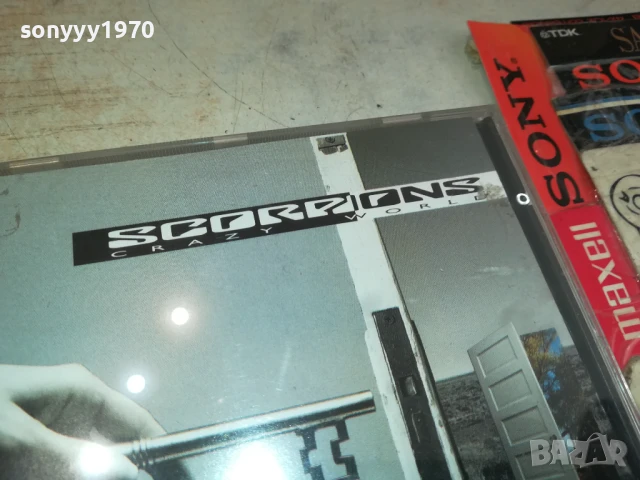 sonyyy1970
TDK
SONY
maxell
SCORPIONS
CRAZY WORLD
BAZAR